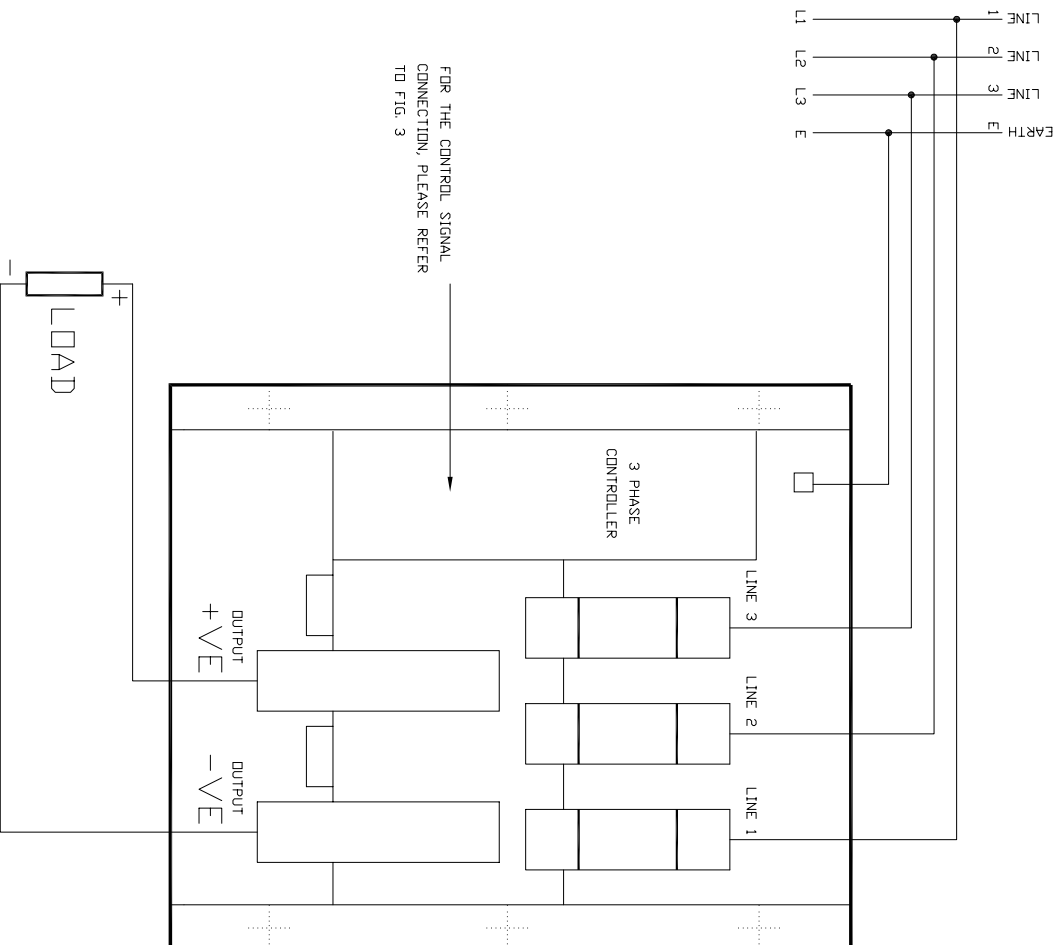 LINE 1
LINE 2
LINE 3
EARTH E
L1
L2
L3
E
FOR THE CONTROL SIGNAL
CONNECTION, PLEASE REFER
TO FIG. 3
- +
LOAD
3 PHASE
CONTROLLER
LINE 3
LINE 2
LINE 1
OUTPUT
+VE
OUTPUT
-VE